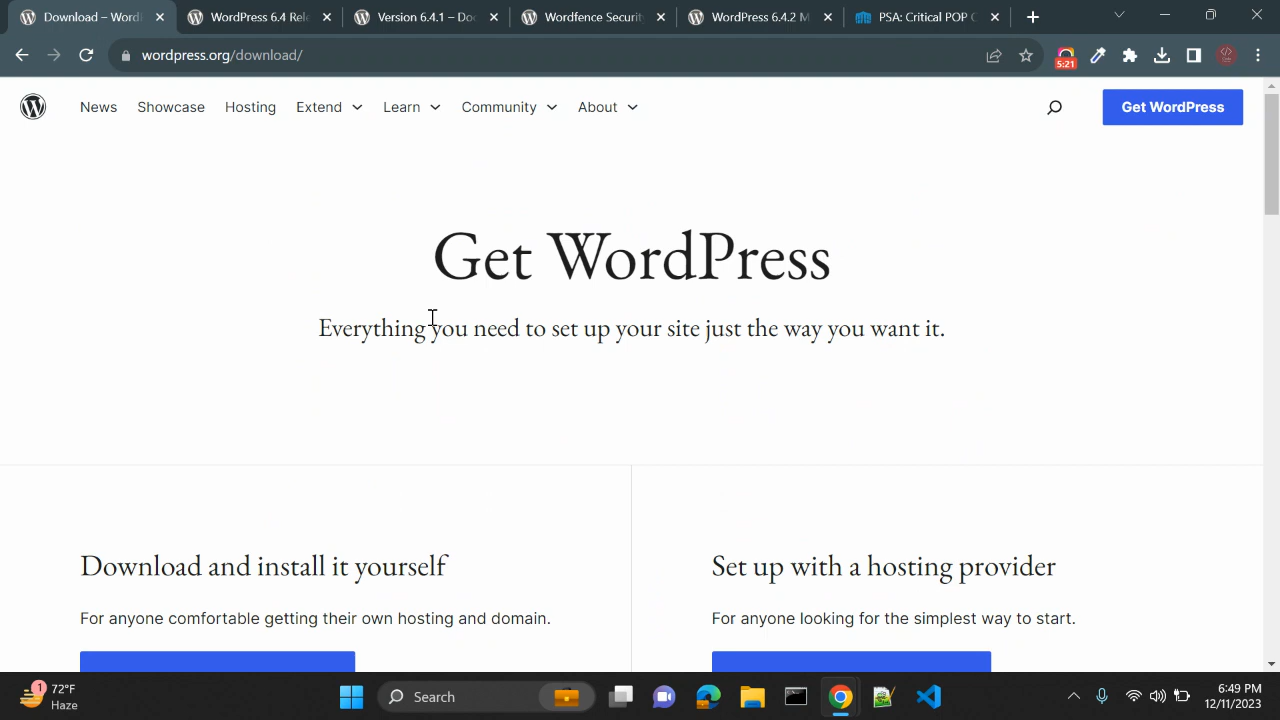 Download – Word
WordPress 6.4 Rele
Version 6.4.1 – Doc
Wordfence Security
WordPress 6.4.2 M
PSA: Critical POP C
wordpress.org/download/
5:21
News
Showcase
Hosting
Extend
Learn
Community
About
Get WordPress
Get WordPress
Everything you need to set up your site just the way you want it.
Download and install it yourself
Set up with a hosting provider
For anyone comfortable getting their own hosting and domain.
For anyone looking for the simplest way to start.
1
72°F
Haze
Search
6:49 PM
12/11/2023